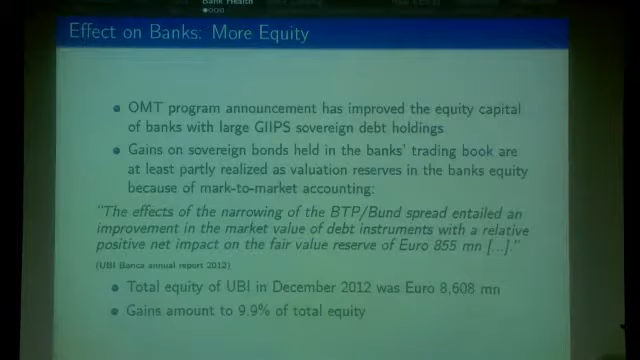 Bank Health
Effect on Banks: More Equity
OMT program announcement has improved the equity capital
of banks with large GIIPS sovereign debt holdings
Gains on sovereign bonds held in the banks' trading book are
at least partly realized as valuation reserves in the banks equity
because of mark-to-market accounting:
"The effects of the narrowing of the BTP/Bund spread entailed an
improvement in the market value of debt instruments with a relative
positive net impact on the fair value reserve of Euro 855 mn [...]."
(UBI Banca annual report 2012)
Total equity of UBI in December 2012 was Euro 8,608 mn
Gains amount to 9.9% of total equity